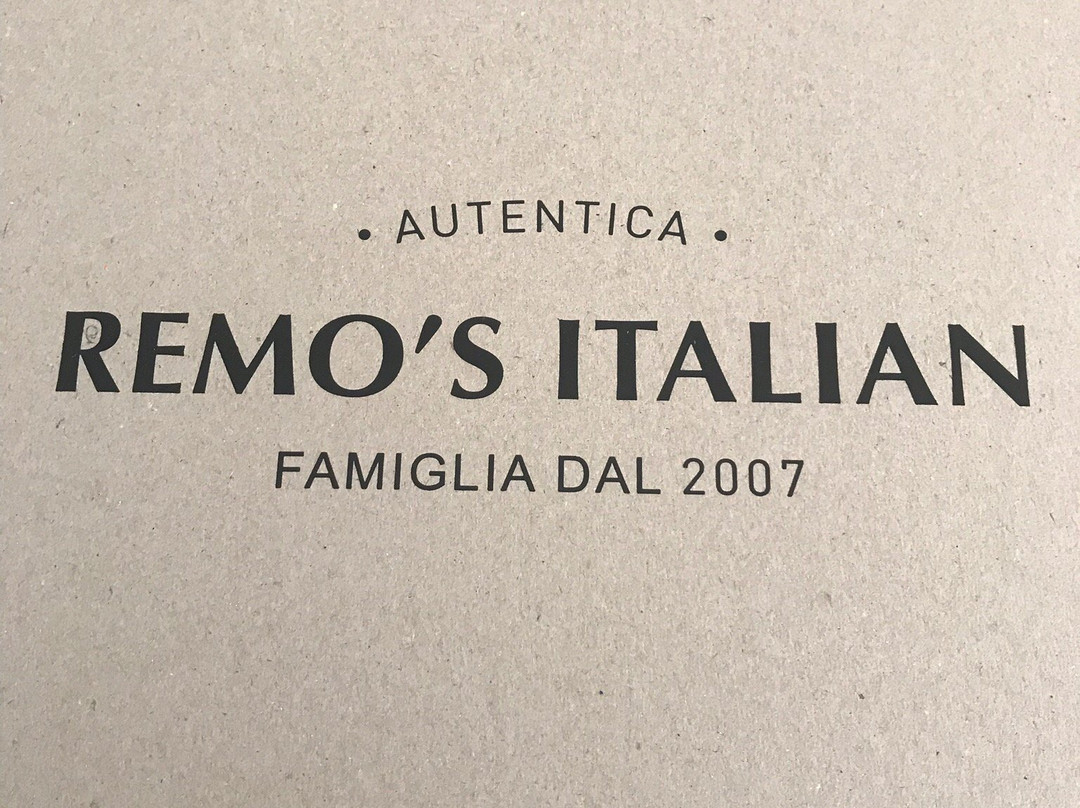 · AUTENTICA ·
REMO'S ITALIAN
FAMIGLIA DAL 2007